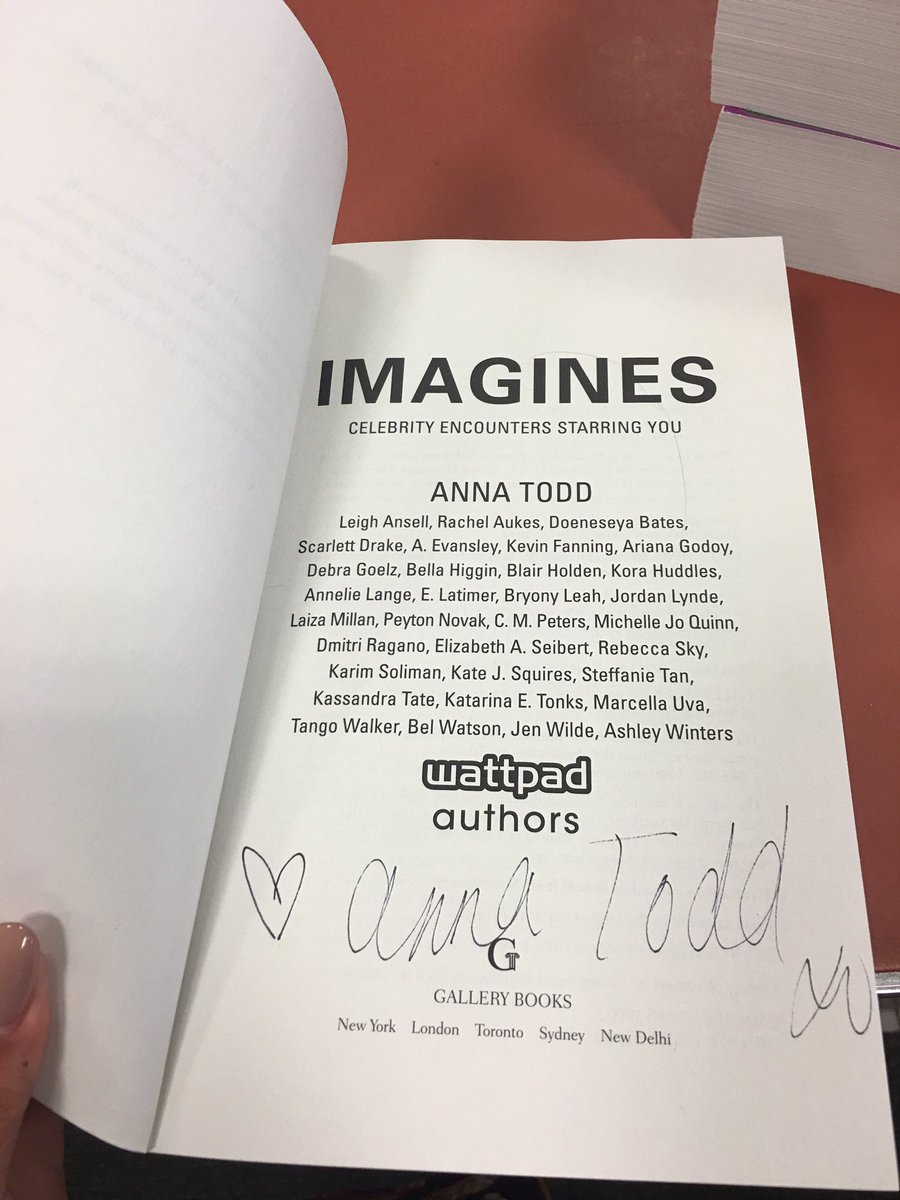 IMAGINES
CELEBRITY ENCOUNTERS STARRING YOU
ANNA TODD
Leigh Ansell, Rachel Aukes, Doeneseya Bates,
Scarlett Drake, A. Evansley, Kevin Fanning, Ariana Godoy,
Debra Goelz, Bella Higgin, Blair Holden, Kora Huddles,
Annelie Lange, E. Latimer, Bryony Leah, Jordan Lynde,
Laiza Millan, Peyton Novak, C. M. Peters, Michelle Jo Quinn,
Dmitri Ragano, Elizabeth A. Seibert, Rebecca Sky,
Karim Soliman, Kate J. Squires, Steffanie Tan,
Kassandra Tate, Katarina E. Tonks, Marcella Uva,
Tango Walker, Bel Watson, Jen Wilde, Ashley Winters
wattpad
authors
anna Todd
xo
G
GALLERY BOOKS
New York London Toronto Sydney New Delhi